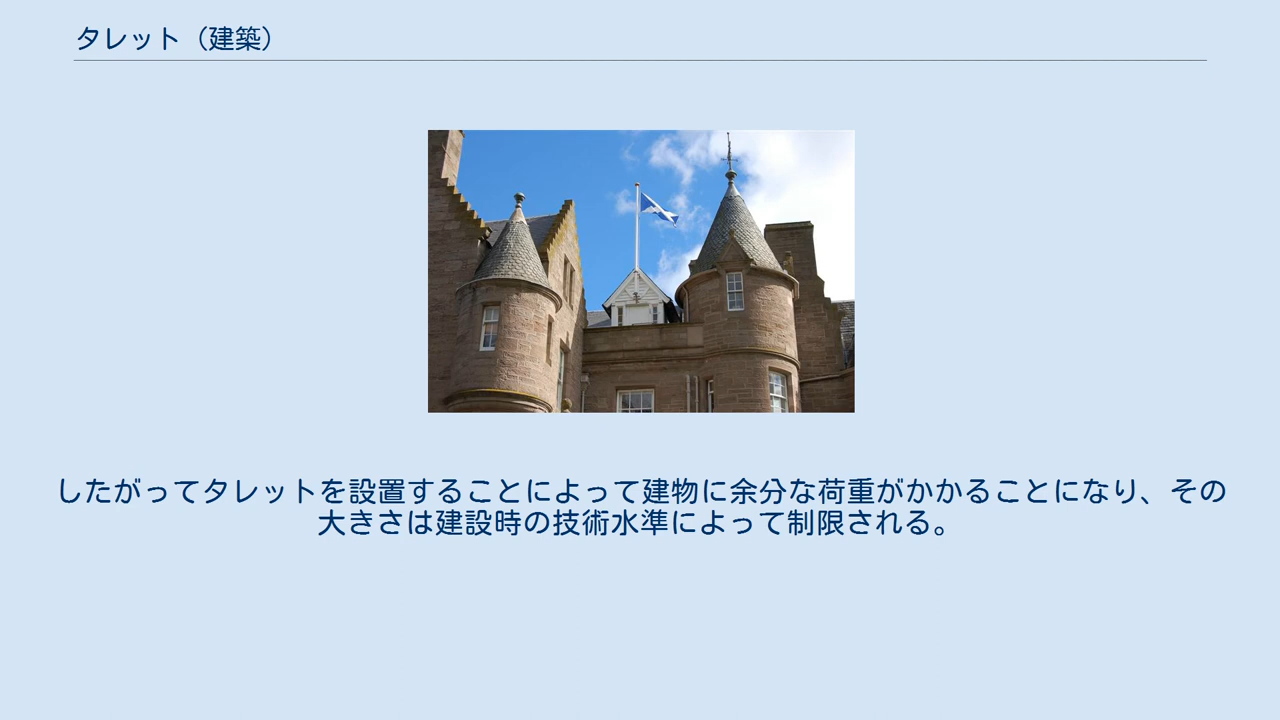 タレット（建築）
したがってタレットを設置することによって建物に余分な荷重がかかることになり、その
大きさは建設時の技術水準によって制限される。